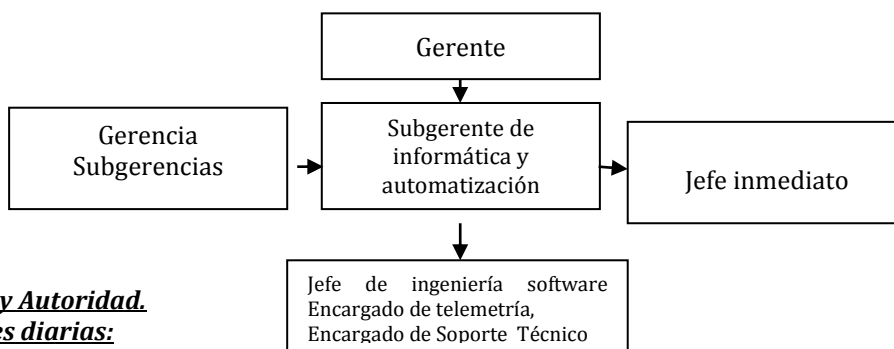 Gerente
Gerencia
Subgerencias
Subgerente de
informática y
automatización
Jefe inmediato
Jefe de ingeniería software
Encargado de telemetría,
Encargado de Soporte Técnico
y Autoridad.
es diarias: